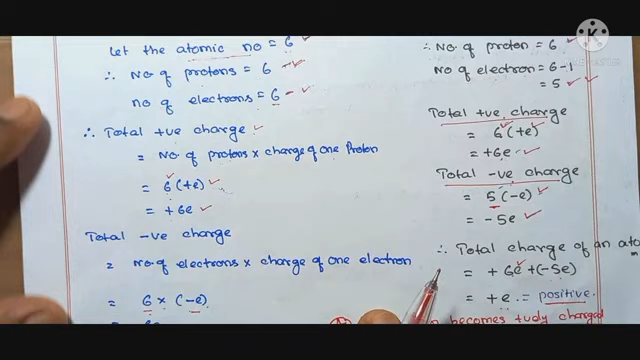 Let the atomic no = 6
∴ No of protons = 6
no of electrons = 6
∴ Total +ve charge
= No of protons × charge of one Proton
= 6 (+e)
= +6e
Total -ve charge
= no of electrons × charge of one electron
= 6 × (-e)
∴ No of proton = 6
No of electron = 6-1
= 5
Total +ve charge
= 6 (+e)
= +6e
Total -ve charge
= 5 (-e)
= -5e
∴ Total charge of an atom
= +6e + (-5e)
= +e = positive
becomes +vely charged
K
KINEMASTER